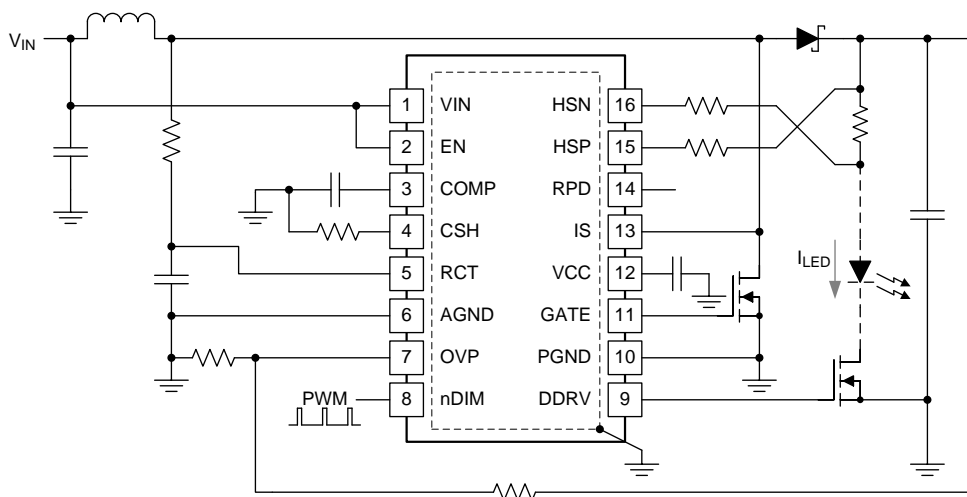 VIN
1 VIN HSN 16
2 EN HSP 15
3 COMP RPD 14
4 CSH IS 13
5 RCT VCC 12
6 AGND GATE 11
7 OVP PGND 10
8 nDIM DDRV 9
PWM
ILED